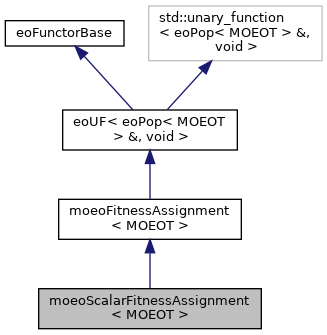 eoFunctorBase
std::unary_function
< eoPop< MOEOT > &,
void >
eoUF< eoPop< MOEOT
> &, void >
moeoFitnessAssignment
< MOEOT >
moeoScalarFitnessAssignment
< MOEOT >